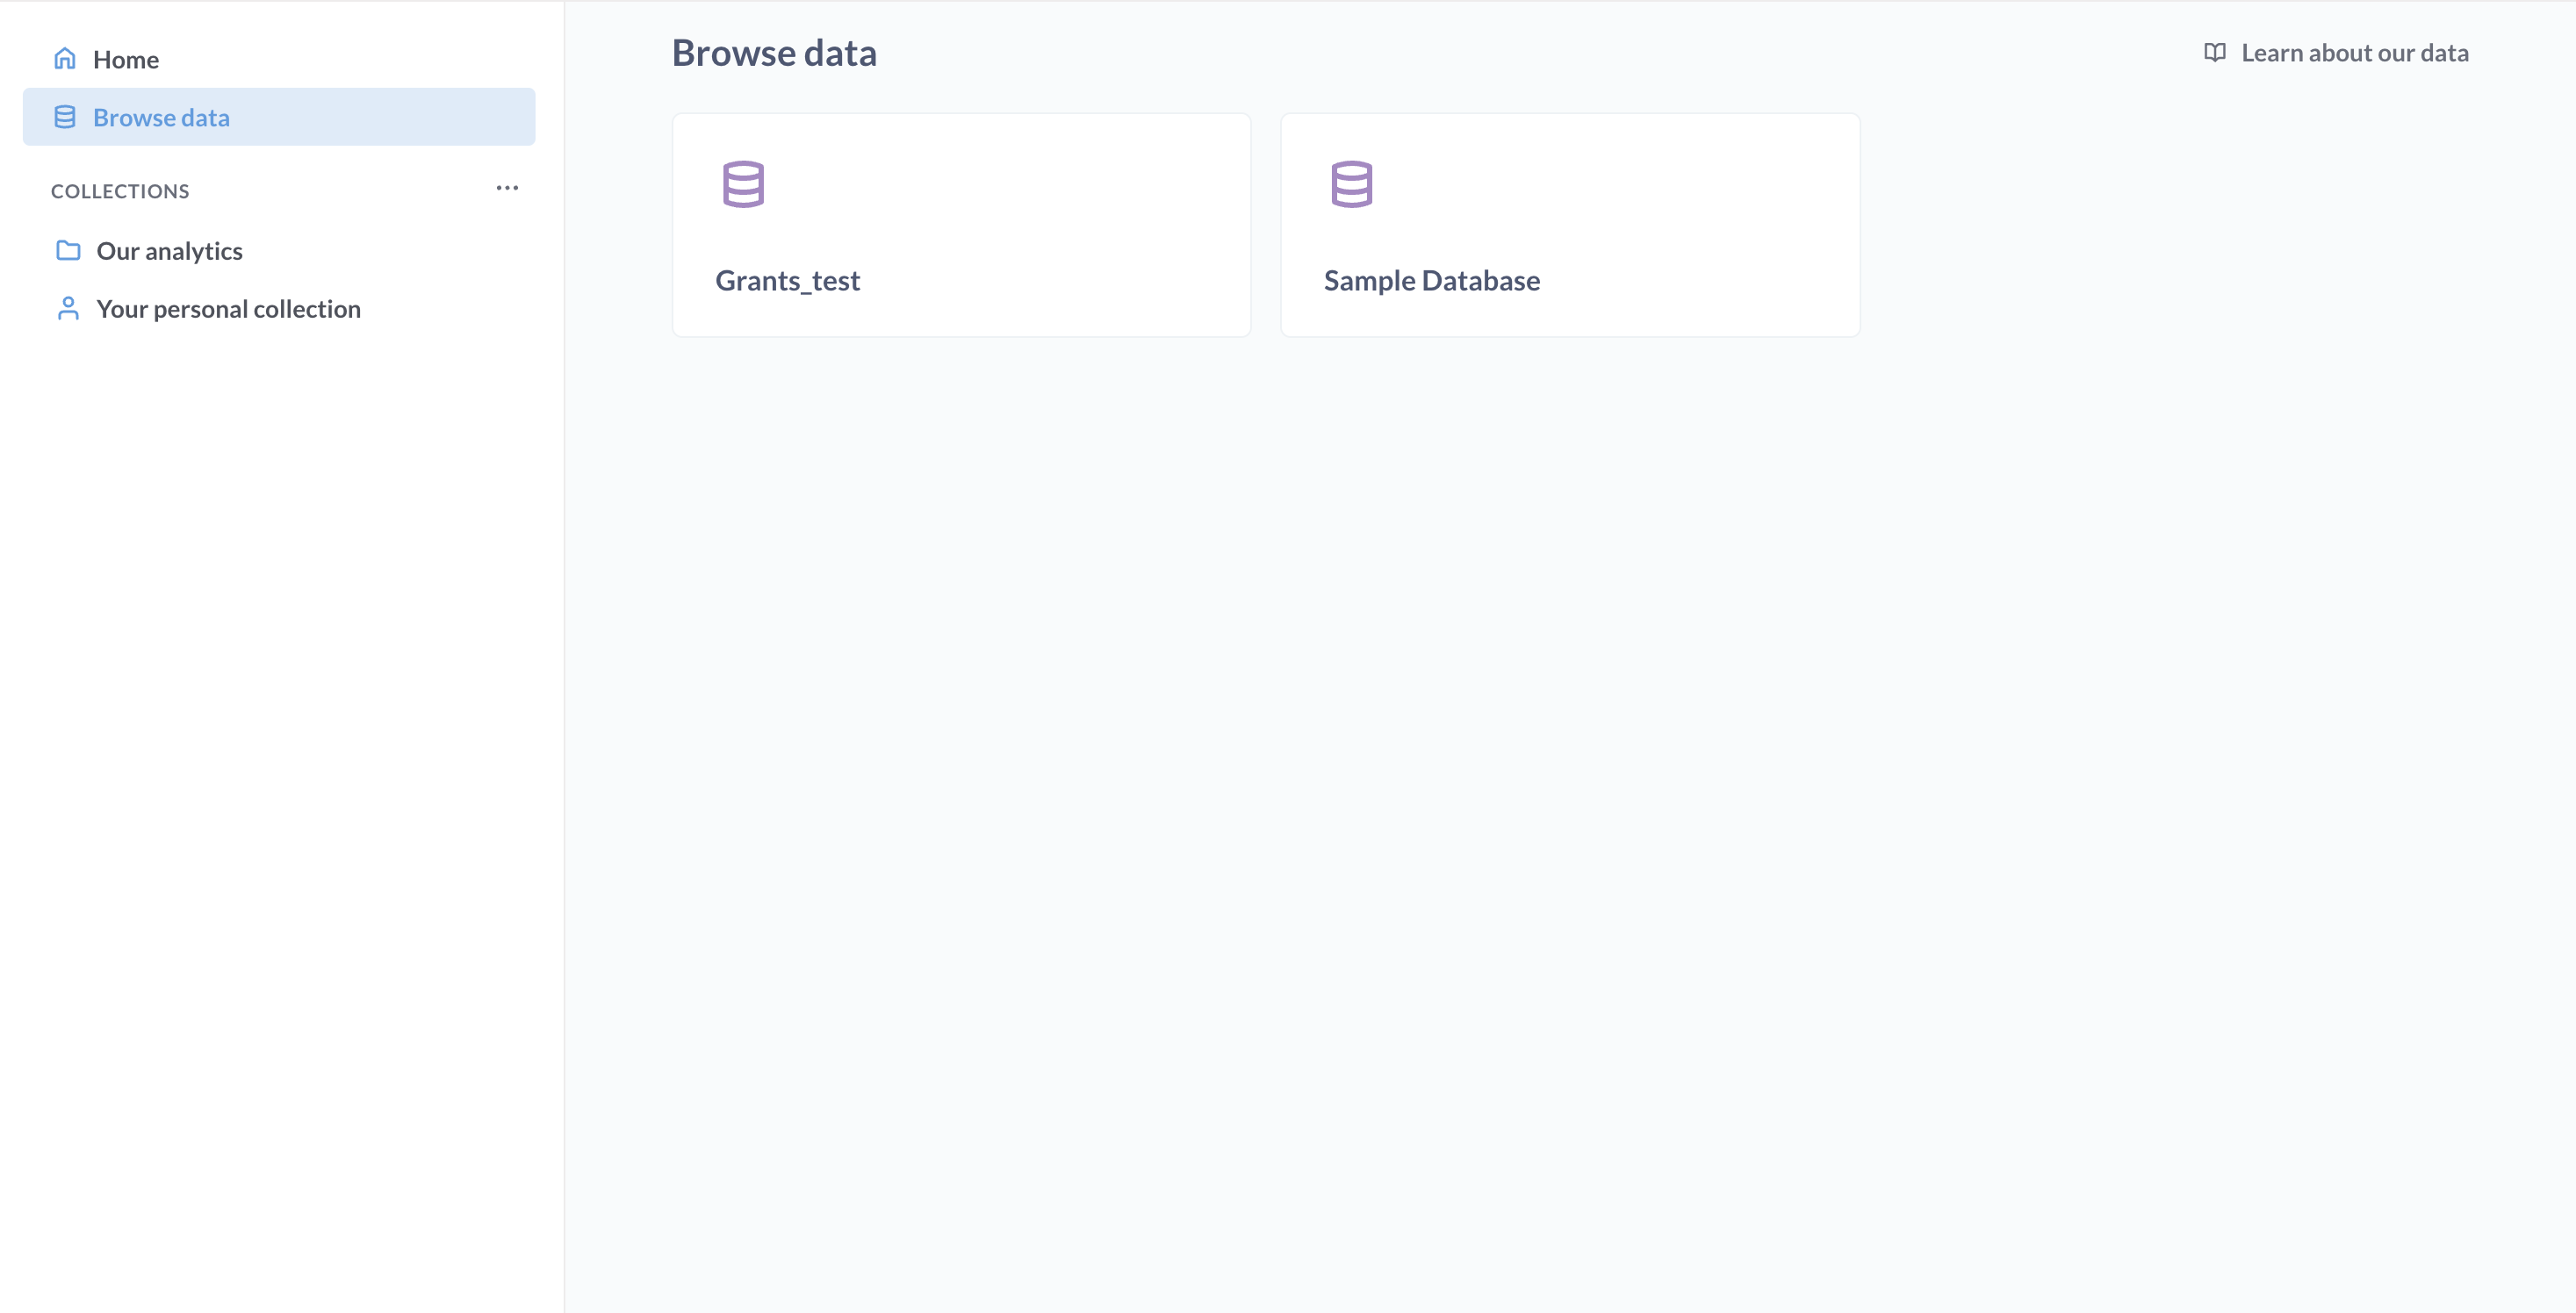 Home
Browse data
COLLECTIONS
Our analytics
Your personal collection
Browse data
Learn about our data
Grants_test
Sample Database